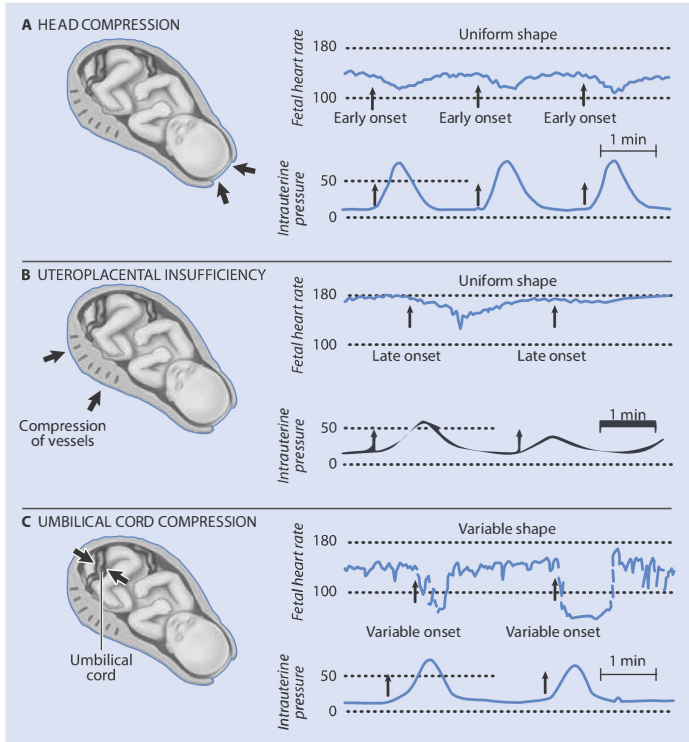 A HEAD COMPRESSION
Fetal heart rate
180
Uniform shape
100
Early onset
Early onset
Early onset
1 min
Intrauterine
pressure
50
0
B UTEROPLACENTAL INSUFFICIENCY
Compression
of vessels
Fetal heart rate
180
Uniform shape
100
Late onset
Late onset
1 min
Intrauterine
pressure
50
0
C UMBILICAL CORD COMPRESSION
Umbilical
cord
Fetal heart rate
180
Variable shape
100
Variable onset
Variable onset
1 min
Intrauterine
pressure
50
0